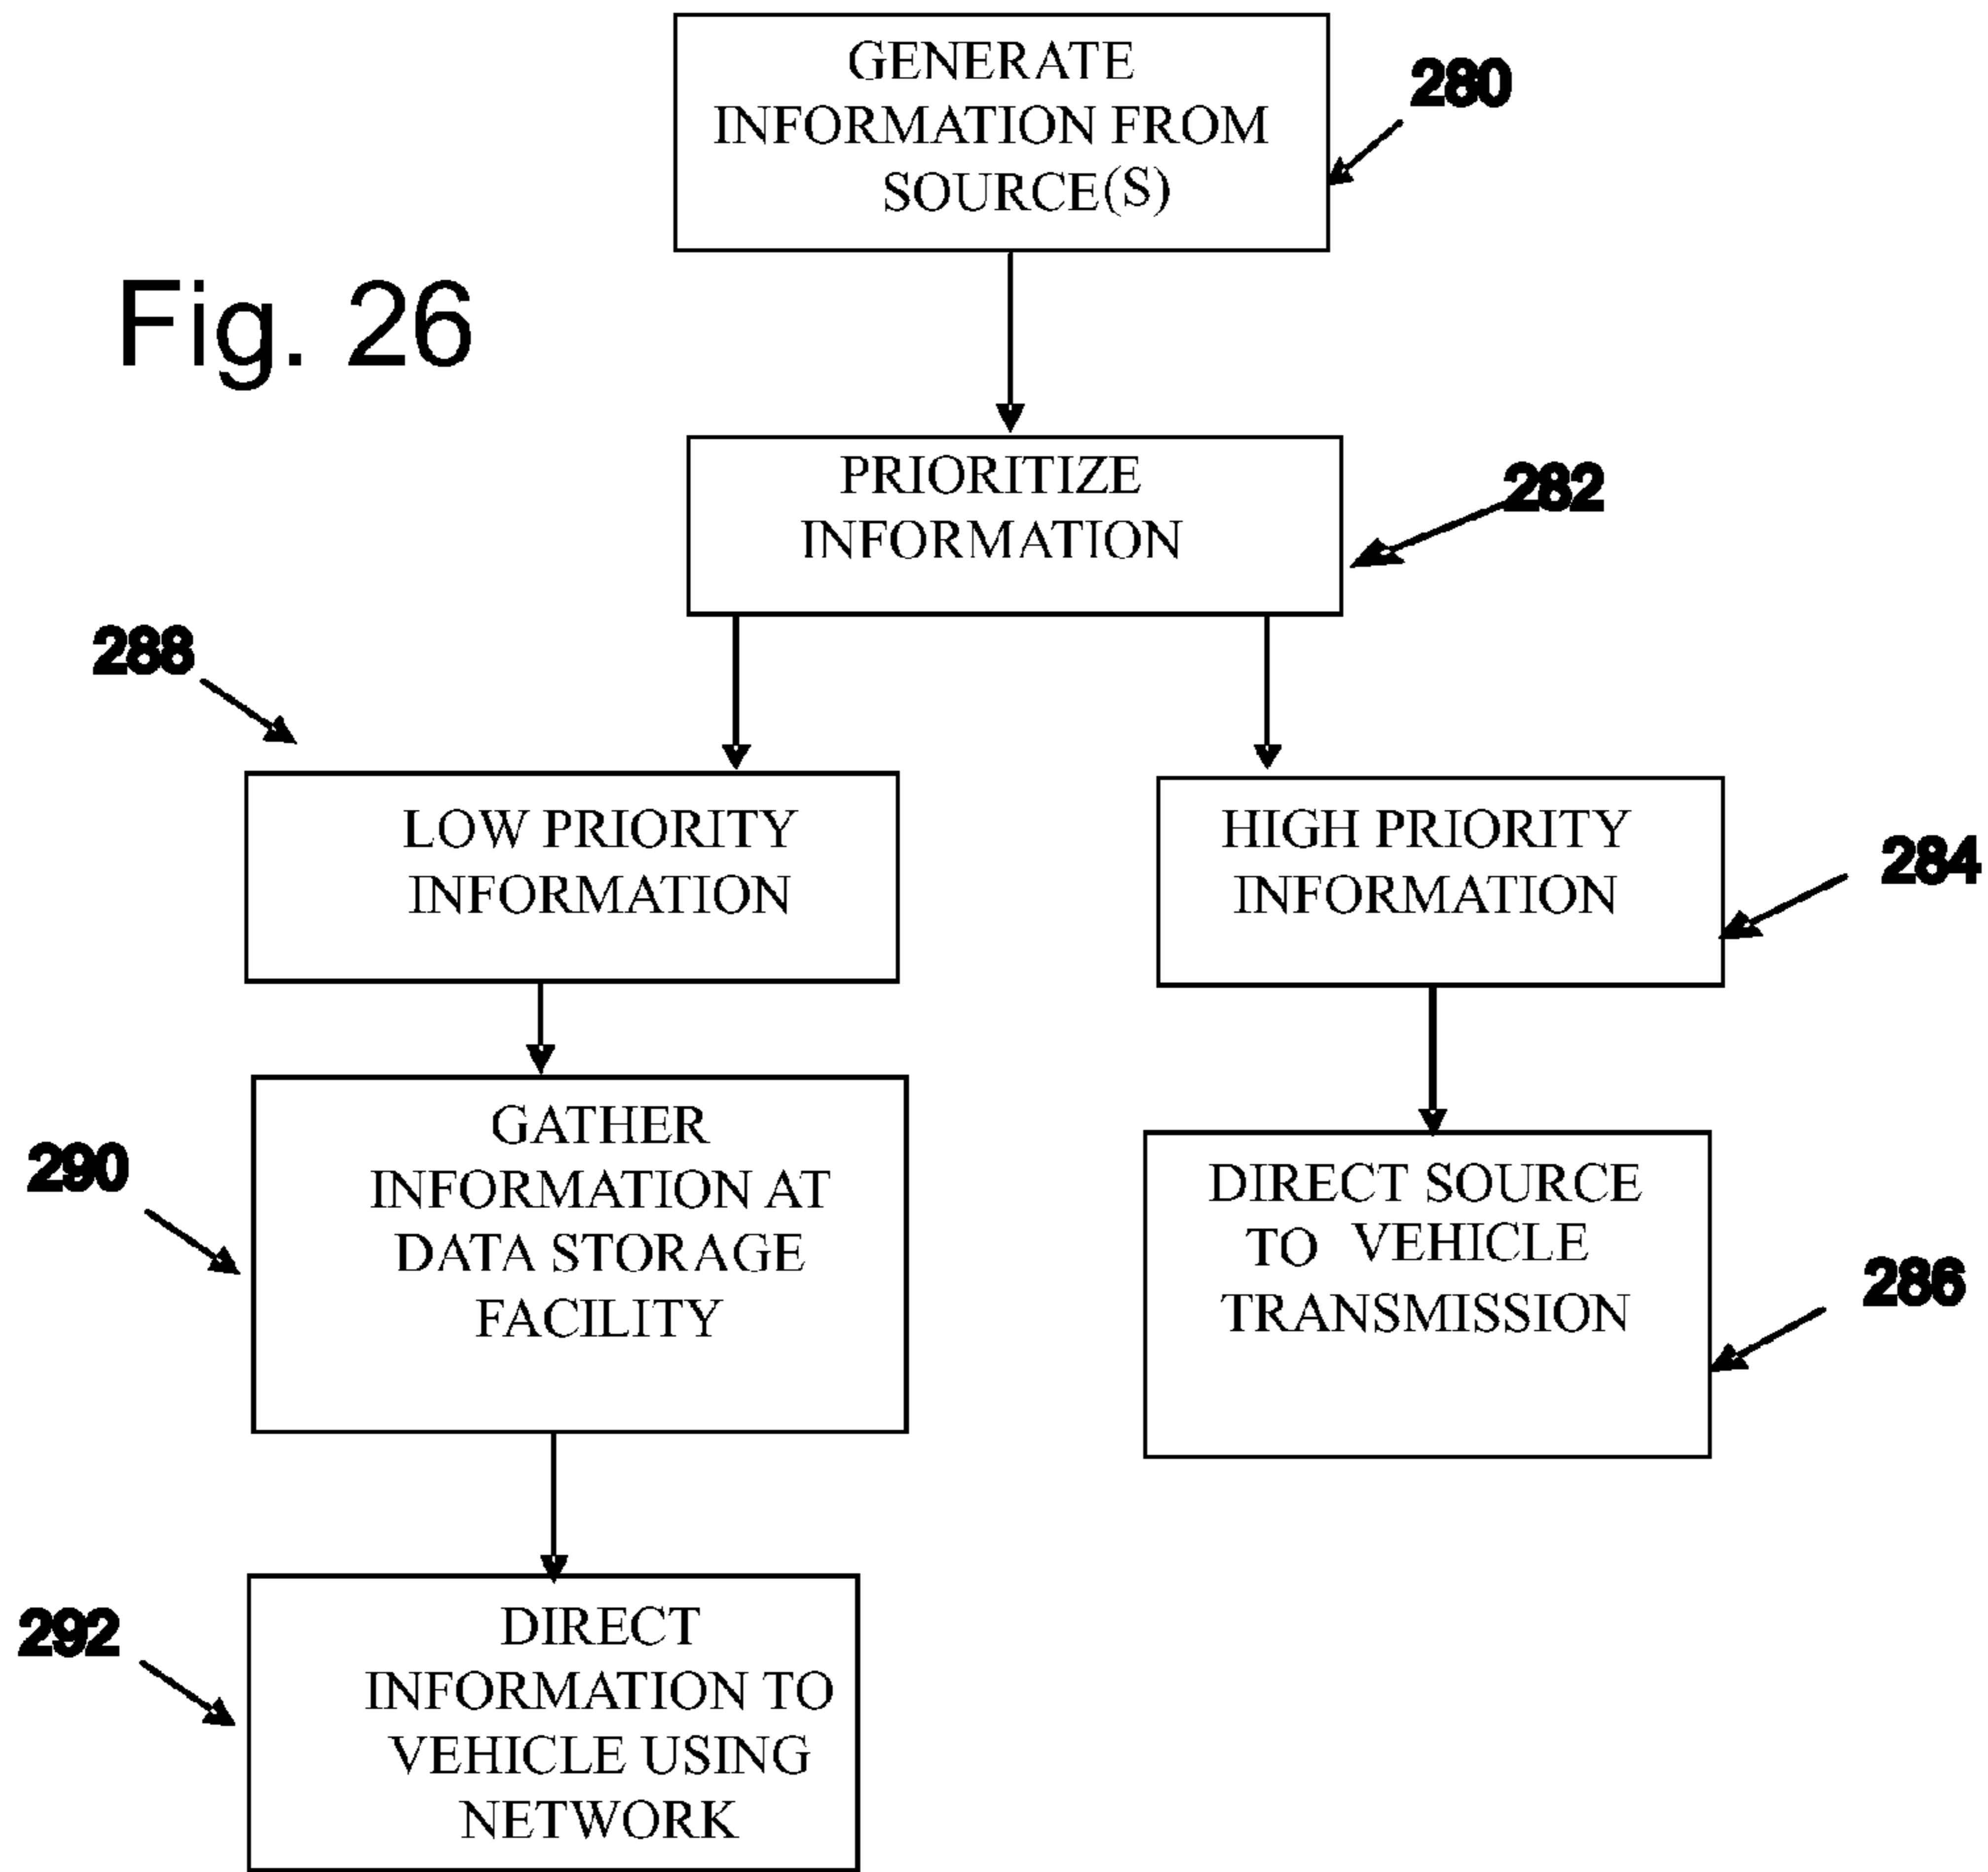 GENERATE
INFORMATION FROM
SOURCE(S)
280
Fig. 26
PRIORITIZE
INFORMATION
282
288
LOW PRIORITY
INFORMATION
HIGH PRIORITY
INFORMATION
284
290
GATHER
INFORMATION AT
DATA STORAGE
FACILITY
DIRECT SOURCE
TO VEHICLE
TRANSMISSION
286
292
DIRECT
INFORMATION TO
VEHICLE USING
NETWORK